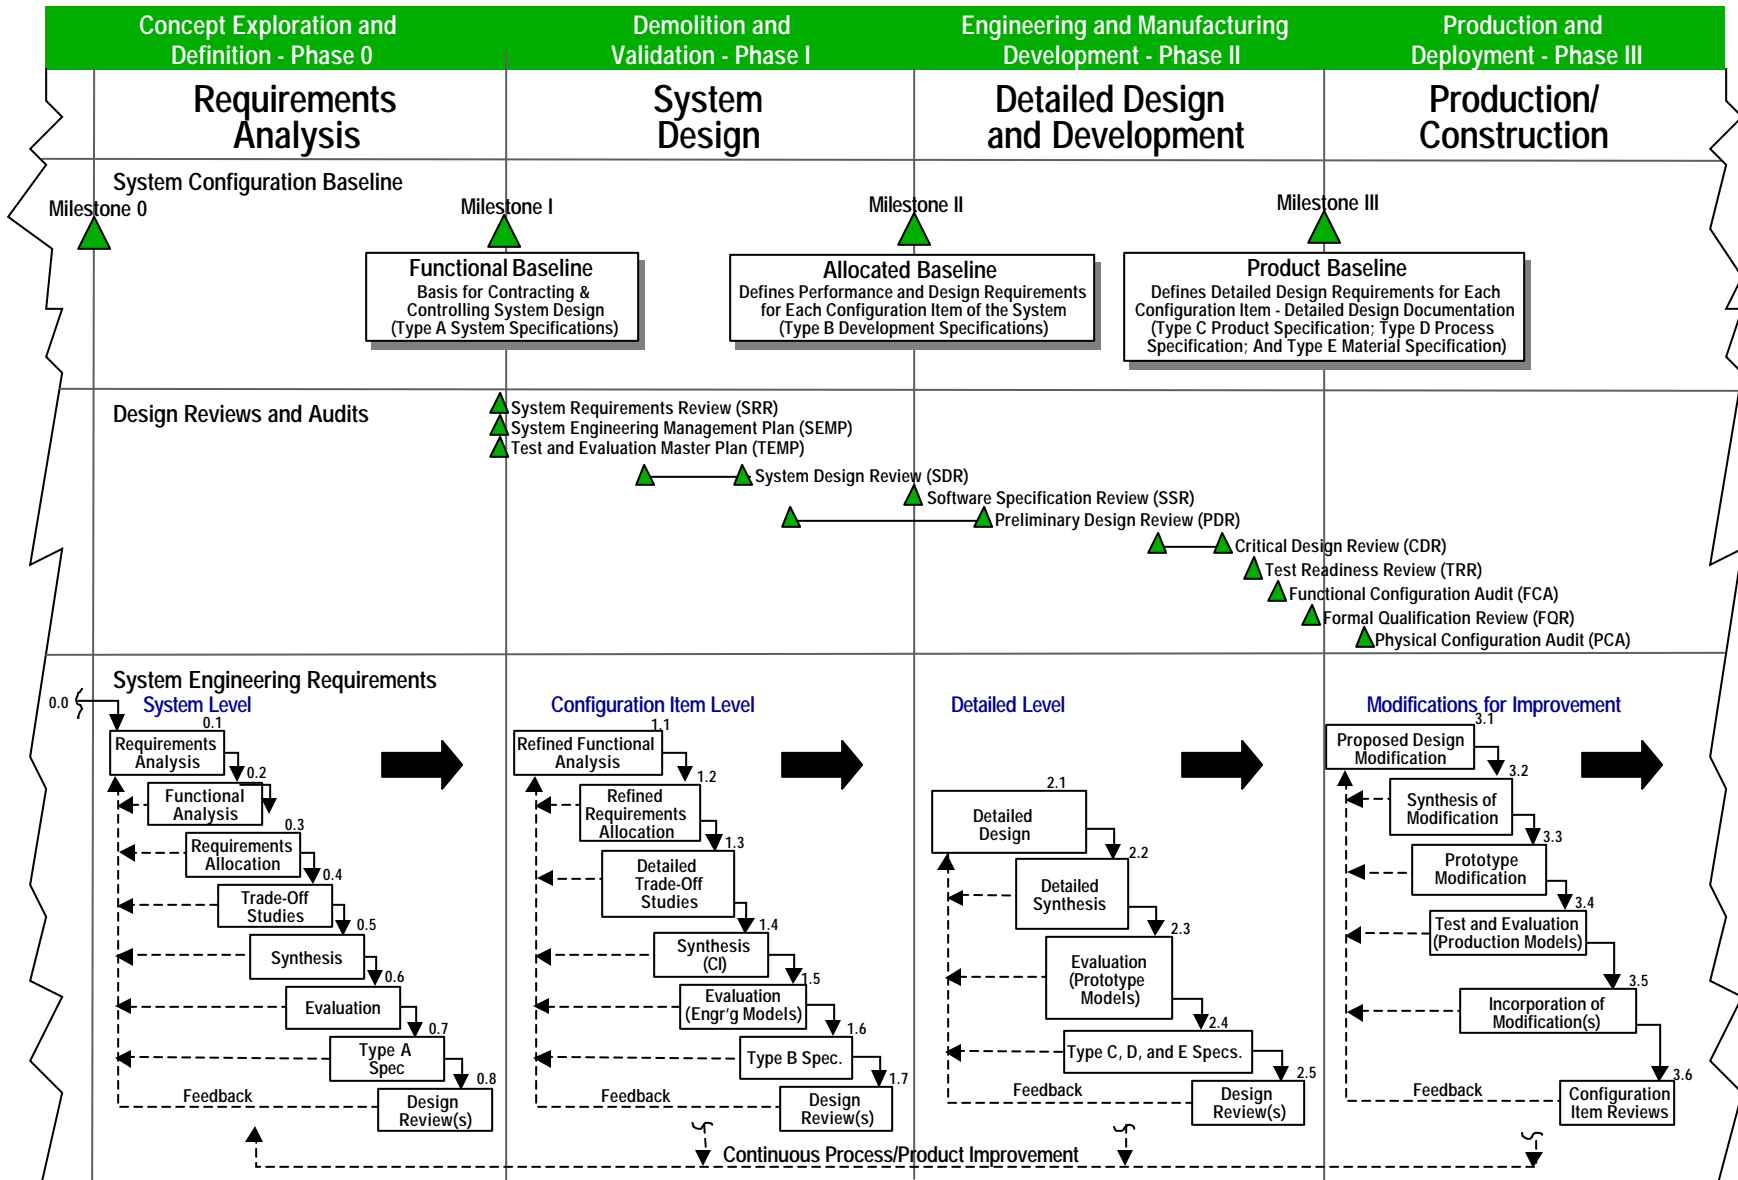 Concept Exploration and
Definition - Phase 0
Demolition and
Validation - Phase I
Engineering and Manufacturing
Development - Phase II
Production and
Deployment - Phase III
Requirements
Analysis
System
Design
Detailed Design
and Development
Production/
Construction
System Configuration Baseline
Milestone 0
Milestone I
Milestone II
Milestone III
Functional Baseline
Basis for Contracting &
Controlling System Design
(Type A System Specifications)
Allocated Baseline
Defines Performance and Design Requirements
for Each Configuration Item of the System
(Type B Development Specifications)
Product Baseline
Defines Detailed Design Requirements for Each
Configuration Item - Detailed Design Documentation
(Type C Product Specification; Type D Process
Specification; And Type E Material Specification)
Design Reviews and Audits
System Requirements Review (SRR)
System Engineering Management Plan (SEMP)
Test and Evaluation Master Plan (TEMP)
System Design Review (SDR)
Software Specification Review (SSR)
Preliminary Design Review (PDR)
Critical Design Review (CDR)
Test Readiness Review (TRR)
Functional Configuration Audit (FCA)
Formal Qualification Review (FQR)
Physical Configuration Audit (PCA)
System Engineering Requirements
0.0
System Level
0.1
Requirements
Analysis
0.2
Functional
Analysis
0.3
Requirements
Allocation
0.4
Trade-Off
Studies
0.5
Synthesis
0.6
Evaluation
0.7
Type A
Spec
0.8
Design
Review(s)
Feedback
Configuration Item Level
1.1
Refined Functional
Analysis
1.2
Refined
Requirements
Allocation
1.3
Detailed
Trade-Off
Studies
1.4
Synthesis
(CI)
1.5
Evaluation
(Engr'g Models)
1.6
Type B Spec.
1.7
Design
Review(s)
Feedback
Detailed Level
2.1
Detailed
Design
2.2
Detailed
Synthesis
2.3
Evaluation
(Prototype
Models)
2.4
Type C, D, and E Specs.
2.5
Design
Review(s)
Feedback
Modifications for Improvement
3.1
Proposed Design
Modification
3.2
Synthesis of
Modification
3.3
Prototype
Modification
3.4
Test and Evaluation
(Production Models)
3.5
Incorporation of
Modification(s)
3.6
Configuration
Item Reviews
Feedback
Continuous Process/Product Improvement